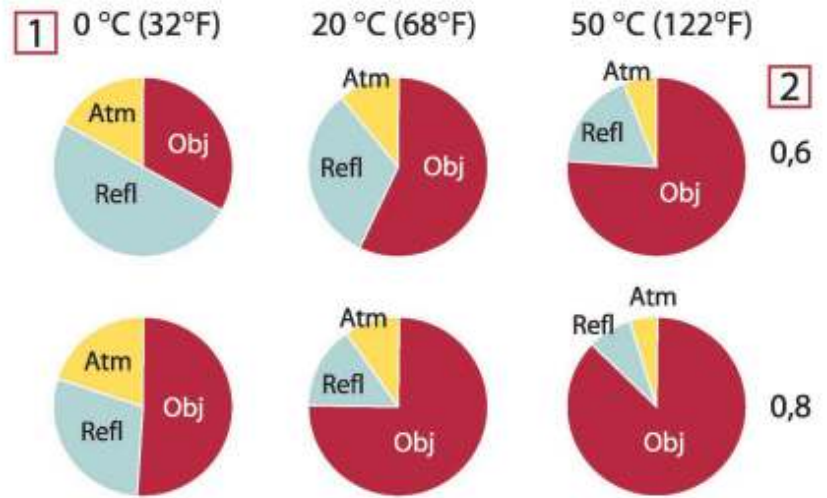 1 0 °C (32°F) 20 °C (68°F) 50 °C (122°F)
2
0,6
Atm Obj Refl
Atm Refl Obj
Atm Refl Obj
0,8
Atm Obj Refl
Atm Refl Obj
Atm Refl Obj